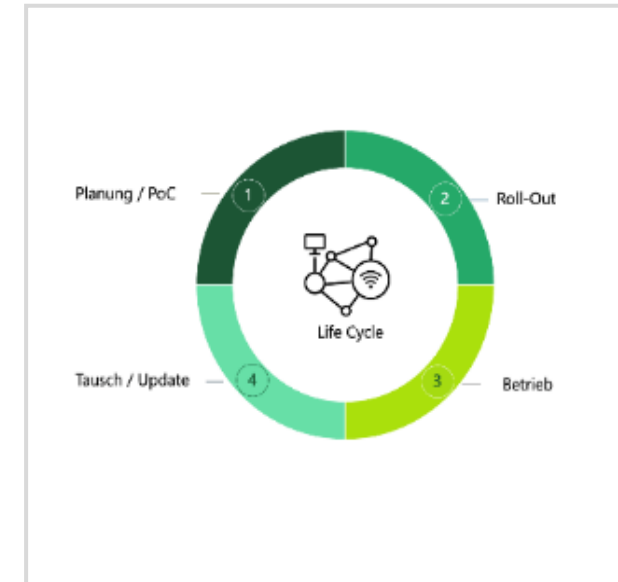 Planung / PoC
1
2
Roll-Out
Life Cycle
Tausch / Update
4
3
Betrieb